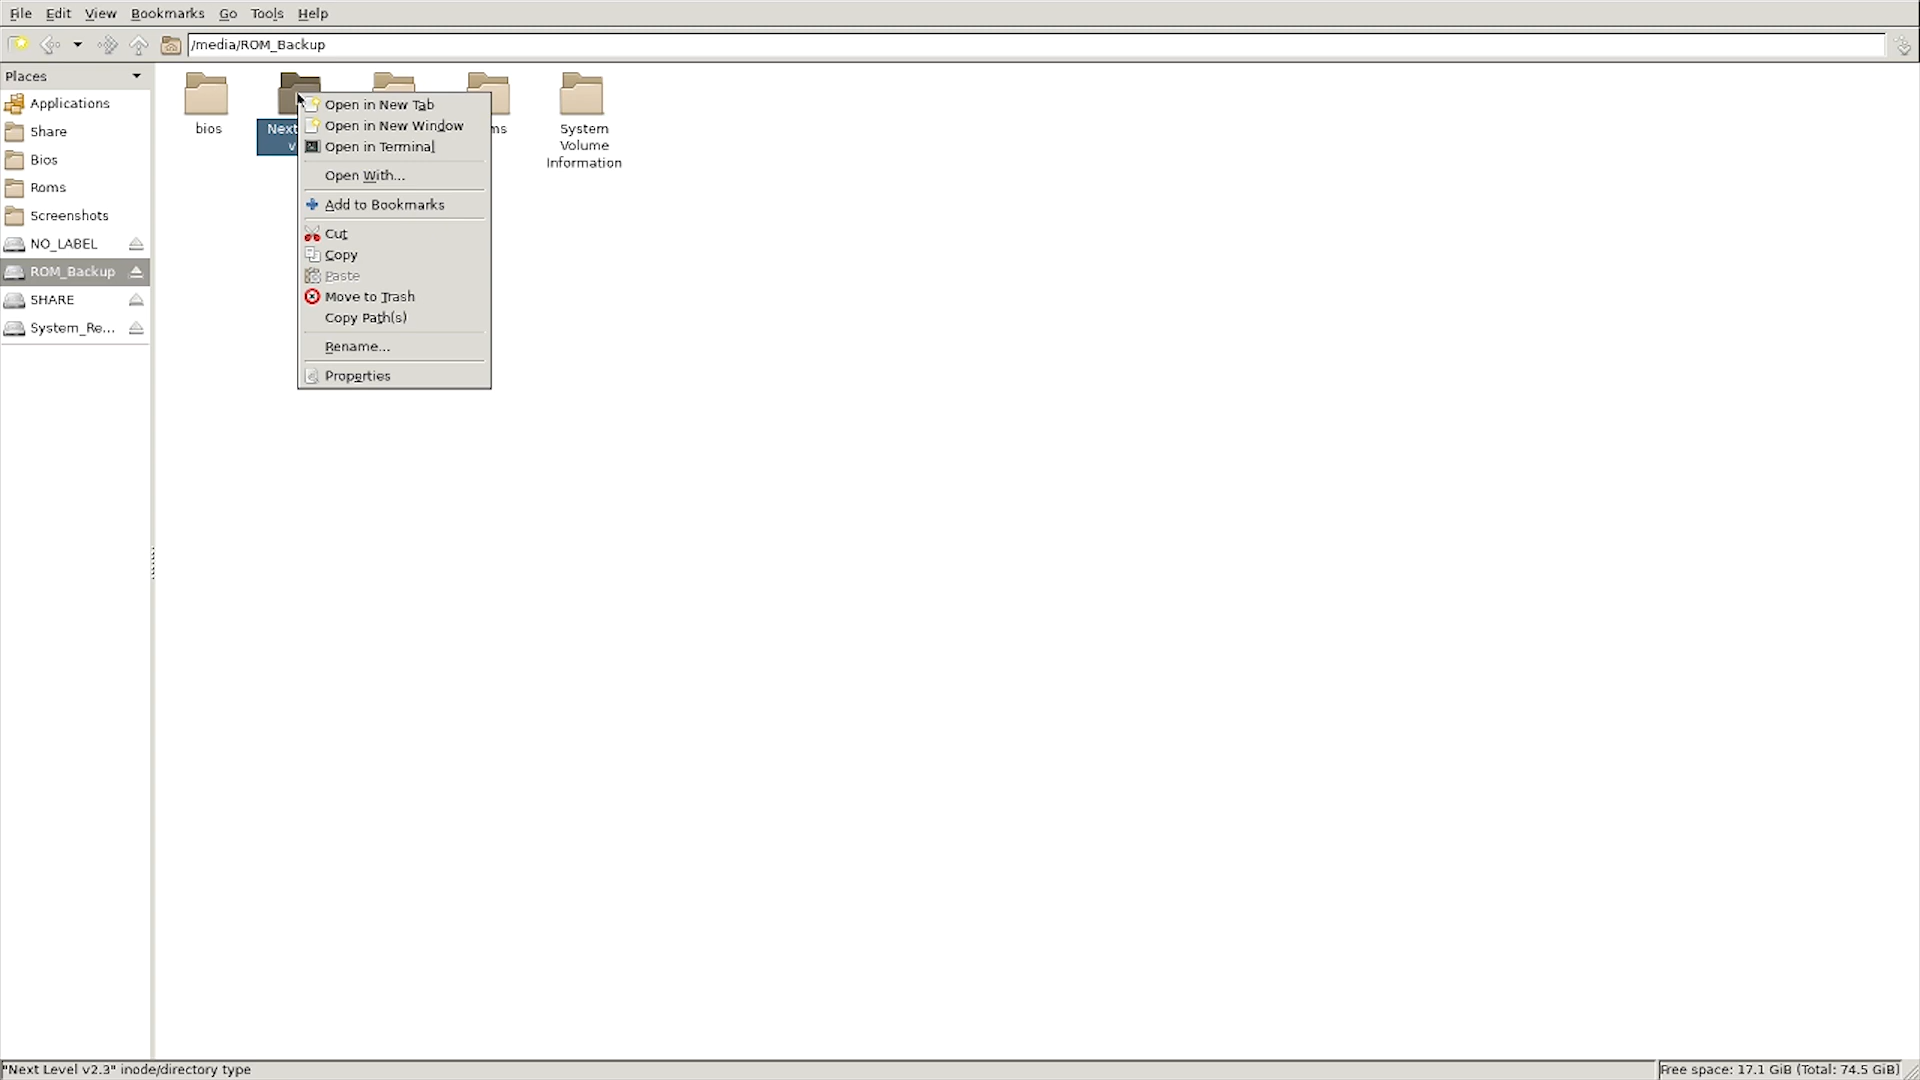 File Edit View Bookmarks Go Tools Help
/media/ROM_Backup
Places
Applications
Share
Bios
Roms
Screenshots
NO_LABEL
ROM_Backup
SHARE
System_Re...
bios
Next
v
ms
System
Volume
Information
Open in New Tab
Open in New Window
Open in Terminal
Open With...
Add to Bookmarks
Cut
Copy
Paste
Move to Trash
Copy Path(s)
Rename...
Properties
"Next Level v2.3" inode/directory type
Free space: 17.1 GiB (Total: 74.5 GiB)